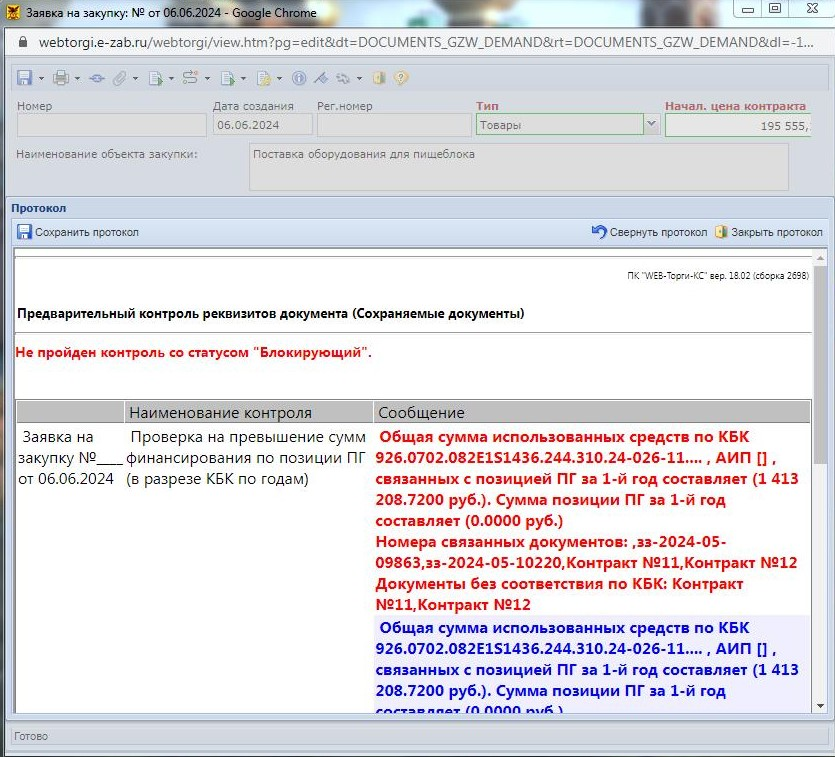 Заявка на закупку: № от 06.06.2024 - Google Chrome
webtorgi.e-zab.ru/webtorgi/view.htm?pg=edit&dt=DOCUMENTS_GZW_DEMAND&rt=DOCUMENTS_GZW_DEMAND&dl=-1...
Номер Дата создания Рег.номер Тип Начал. цена контракта
06.06.2024 Товары 195 555,
Наименование объекта закупки: Поставка оборудования для пищеблока
Протокол
Сохранить протокол Свернуть протокол Закрыть протокол
ПК "WEB-Торги-КС" вер. 18.02 (сборка 2698)
Предварительный контроль реквизитов документа (Сохраняемые документы)
Не пройден контроль со статусом "Блокирующий".
Наименование контроля Сообщение
Заявка на Проверка на превышение сумм Общая сумма использованных средств по КБК
закупку №____ финансирования по позиции ПГ 926.0702.082E1S1436.244.310.24-026-11.... , АИП [] ,
от 06.06.2024 (в разрезе КБК по годам) связанных с позицией ПГ за 1-й год составляет (1 413
208.7200 руб.). Сумма позиции ПГ за 1-й год
составляет (0.0000 руб.)
Номера связанных документов: ,зз-2024-05-
09863,зз-2024-05-10220,Контракт №11,Контракт №12
Документы без соответствия по КБК: Контракт
№11,Контракт №12
Общая сумма использованных средств по КБК
926.0702.082E1S1436.244.310.24-026-11.... , АИП [] ,
связанных с позицией ПГ за 1-й год составляет (1 413
208.7200 руб.). Сумма позиции ПГ за 1-й год
составляет (0.0000 руб.)
Готово